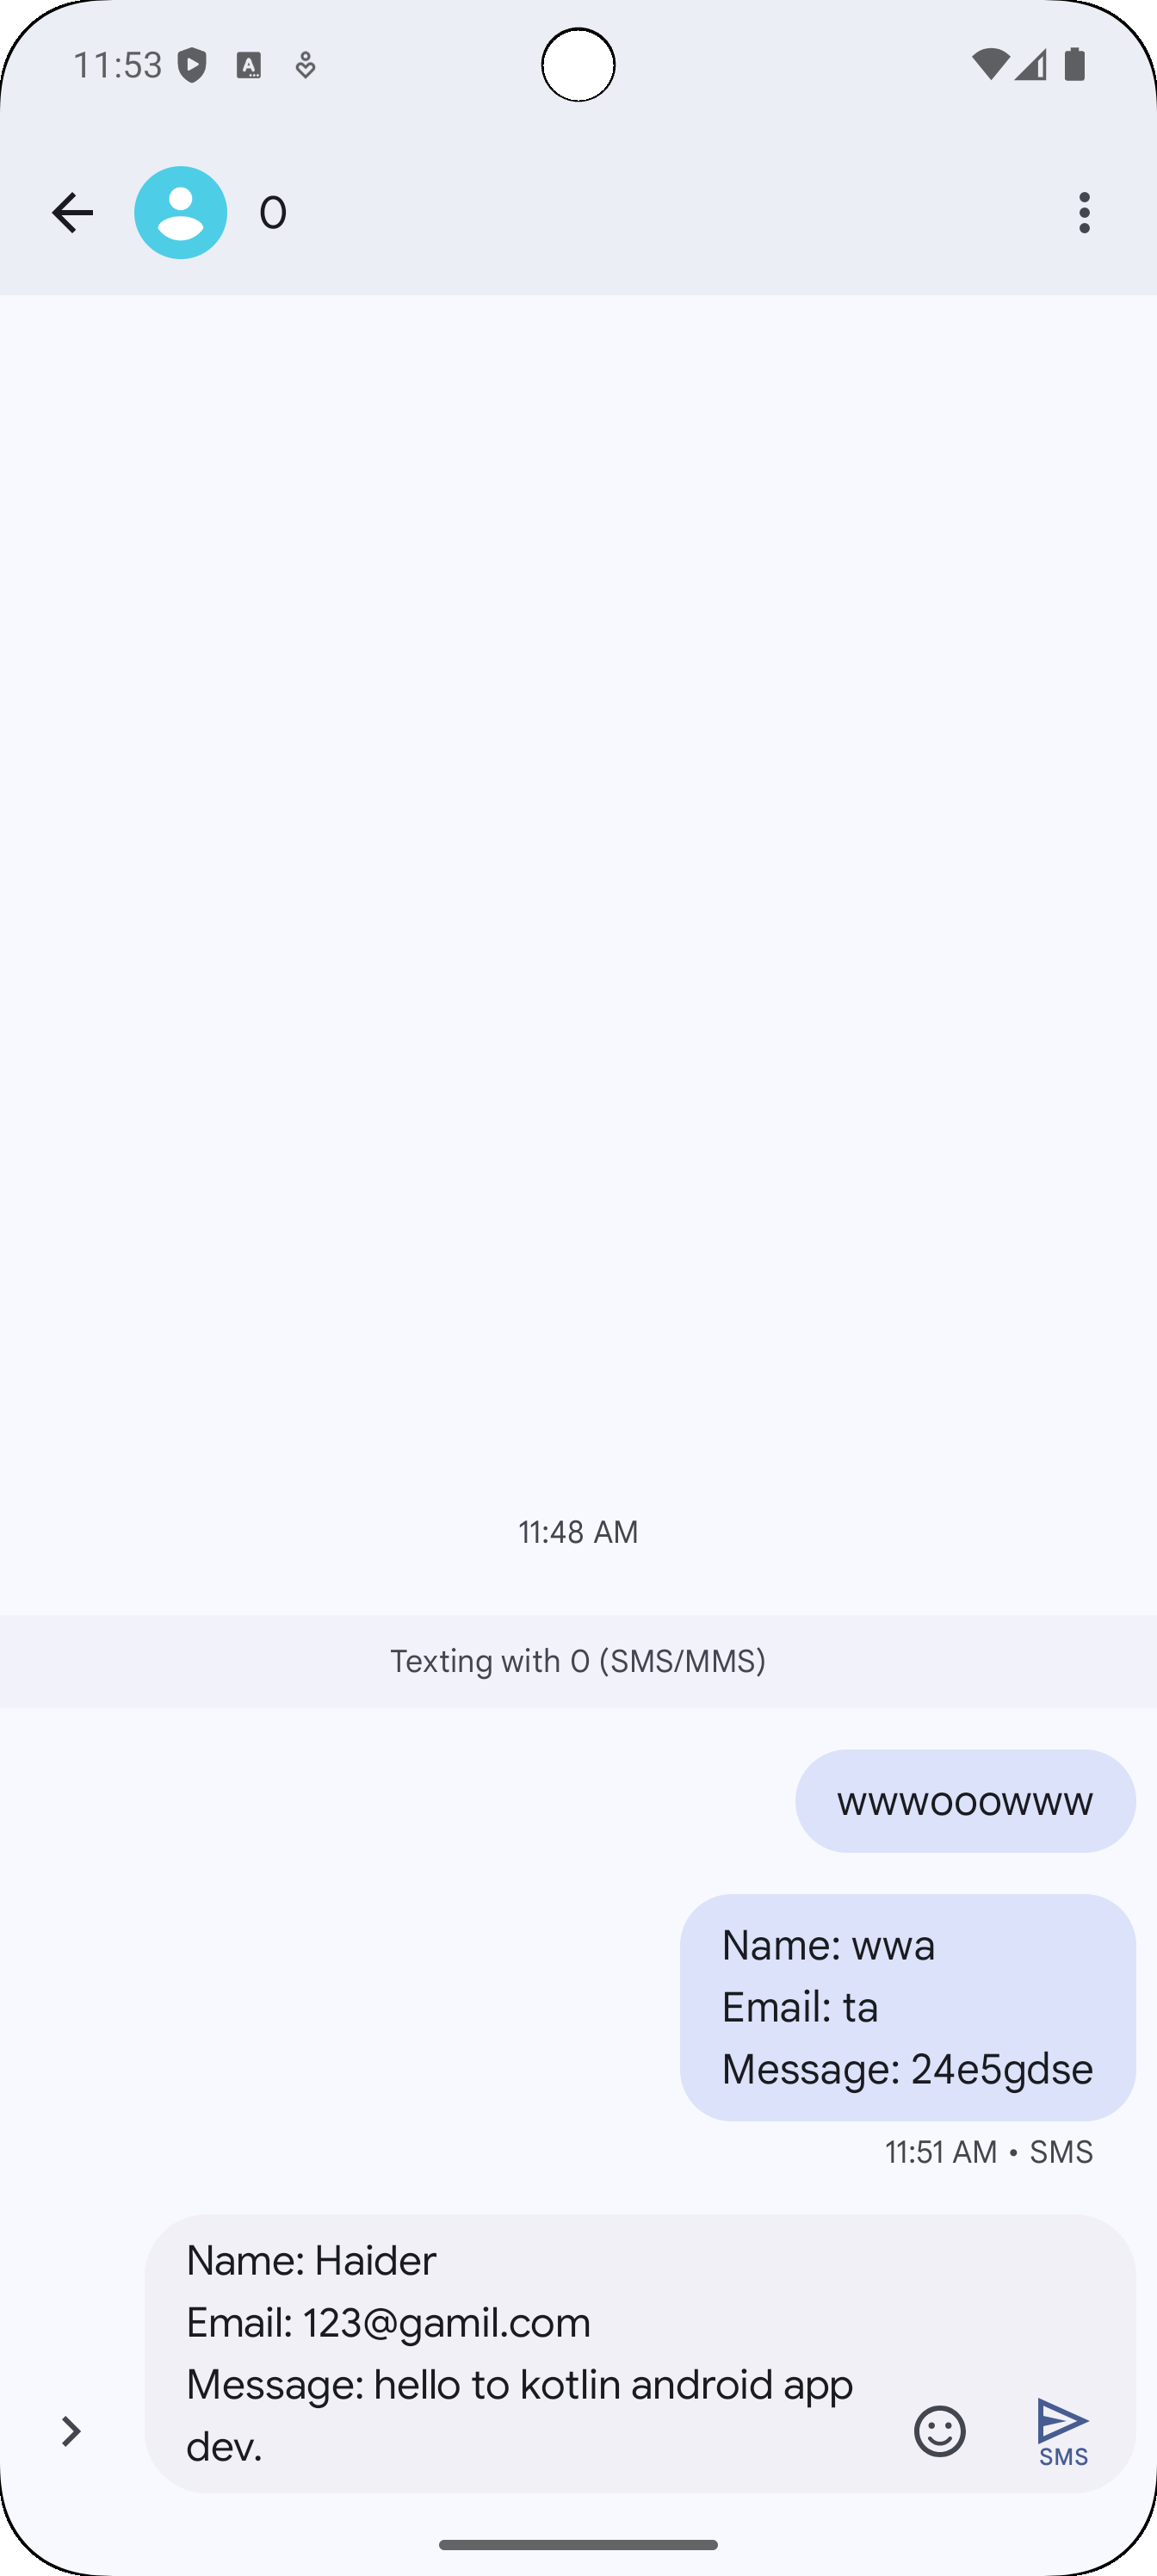 11:53
0
11:48 AM
Texting with 0 (SMS/MMS)
wwwooowww
Name: wwa
Email: ta
Message: 24e5gdse
11:51 AM • SMS
Name: Haider
Email: 123@gamil.com
Message: hello to kotlin android app
dev.
SMS